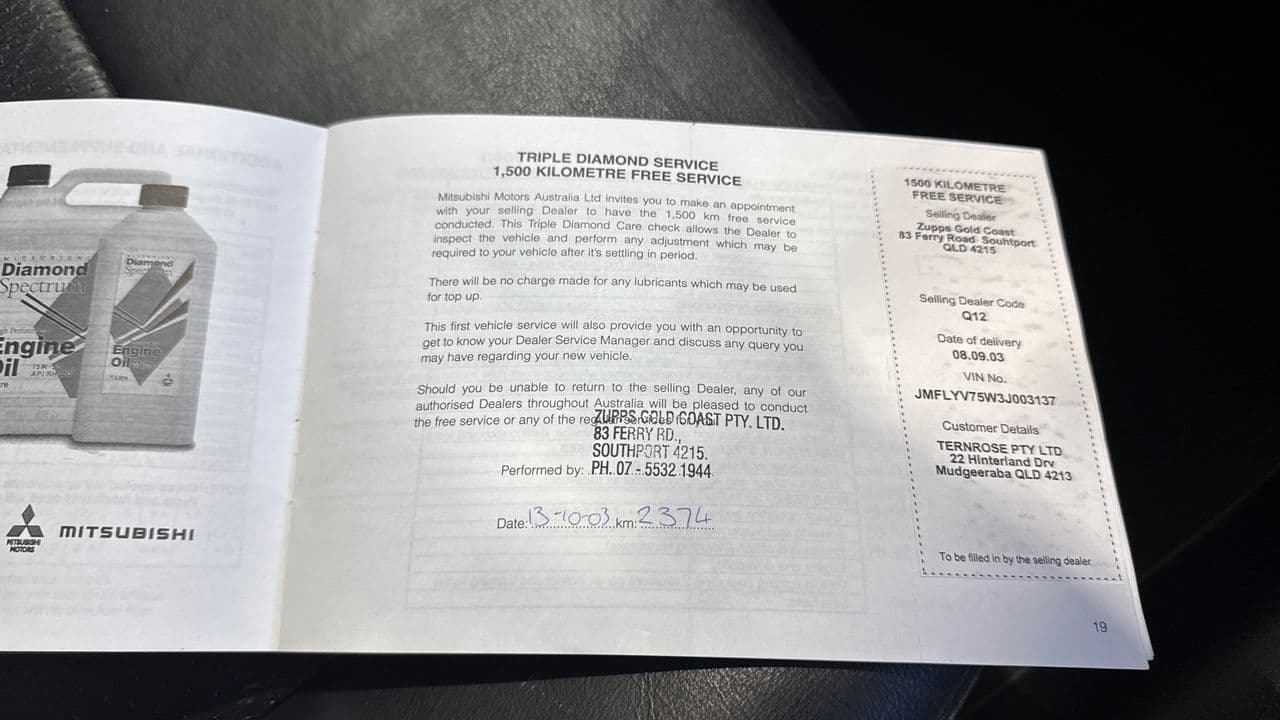 MITSUBISHI
Diamond
Spectrum
Engine
Oil
15W-
API SH
Diamond
Spectrum
Engine
Oil
MITSUBISHI
MOTORS
MITSUBISHI
TRIPLE DIAMOND SERVICE
1,500 KILOMETRE FREE SERVICE
Mitsubishi Motors Australia Ltd invites you to make an appointment
with your selling Dealer to have the 1,500 km free service
conducted. This Triple Diamond Care check allows the Dealer to
inspect the vehicle and perform any adjustment which may be
required to your vehicle after it's settling in period.
There will be no charge made for any lubricants which may be used
for top up.
This first vehicle service will also provide you with an opportunity to
get to know your Dealer Service Manager and discuss any query you
may have regarding your new vehicle.
Should you be unable to return to the selling Dealer, any of our
authorised Dealers throughout Australia will be pleased to conduct
the free service or any of the regular services for you.
ZUPPS GOLD COAST PTY. LTD.
83 FERRY RD.,
SOUTHPORT 4215.
Performed by: PH. 07 - 5532 1944
Date: 13-10-03 km: 2374
1500 KILOMETRE
FREE SERVICE
Selling Dealer
Zupps Gold Coast
83 Ferry Road Souhtport
QLD 4215
Selling Dealer Code
Q12
Date of delivery
08.09.03
VIN No.
JMFLYV75W3J003137
Customer Details
TERNROSE PTY LTD
22 Hinterland Drv
Mudgeeraba QLD 4213
To be filled in by the selling dealer
19